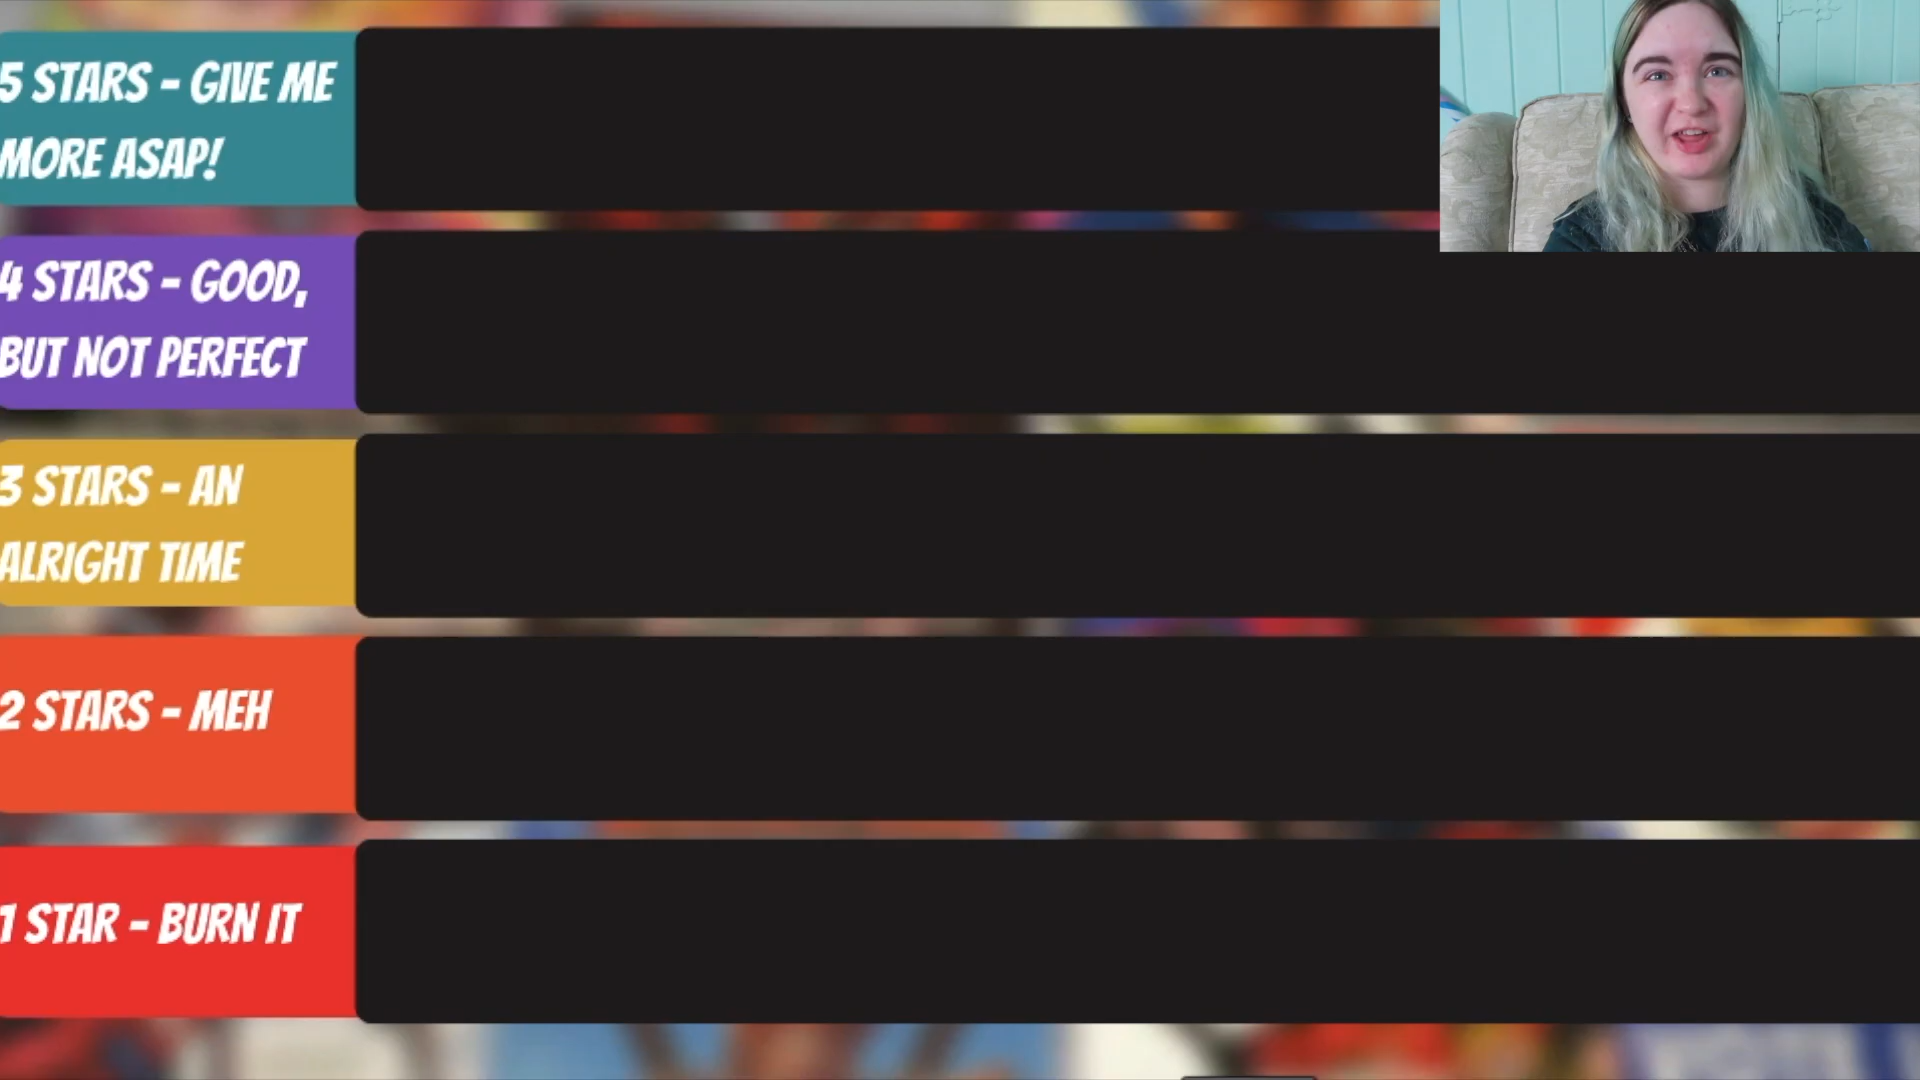 5 STARS - GIVE ME
MORE ASAP!
4 STARS - GOOD,
BUT NOT PERFECT
3 STARS - AN
ALRIGHT TIME
2 STARS - MEH
1 STAR - BURN IT